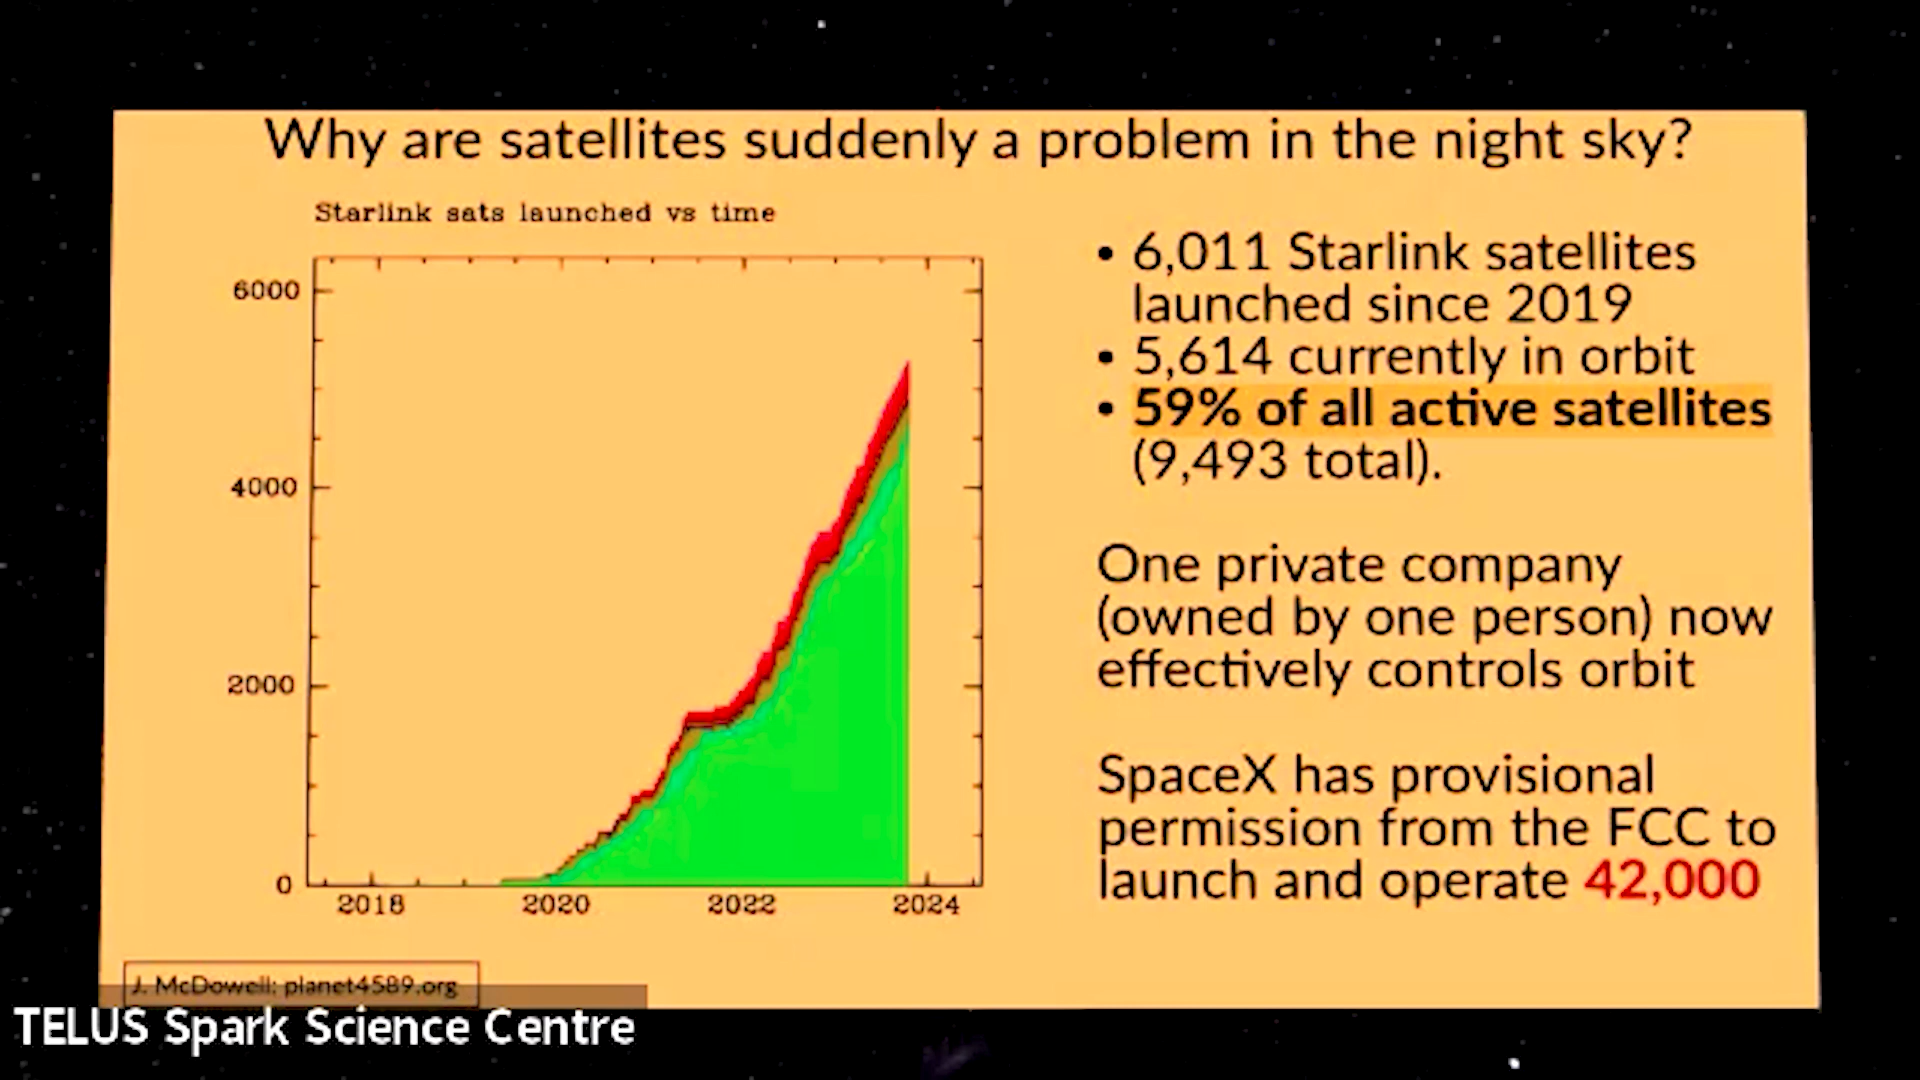 Why are satellites suddenly a problem in the night sky?
Starlink sats launched vs time
6000
4000
2000
0
2018 2020 2022 2024
• 6,011 Starlink satellites
launched since 2019
• 5,614 currently in orbit
• 59% of all active satellites
(9,493 total).
One private company
(owned by one person) now
effectively controls orbit
SpaceX has provisional
permission from the FCC to
launch and operate 42,000
J. McDowell; planet4589.org
TELUS Spark Science Centre